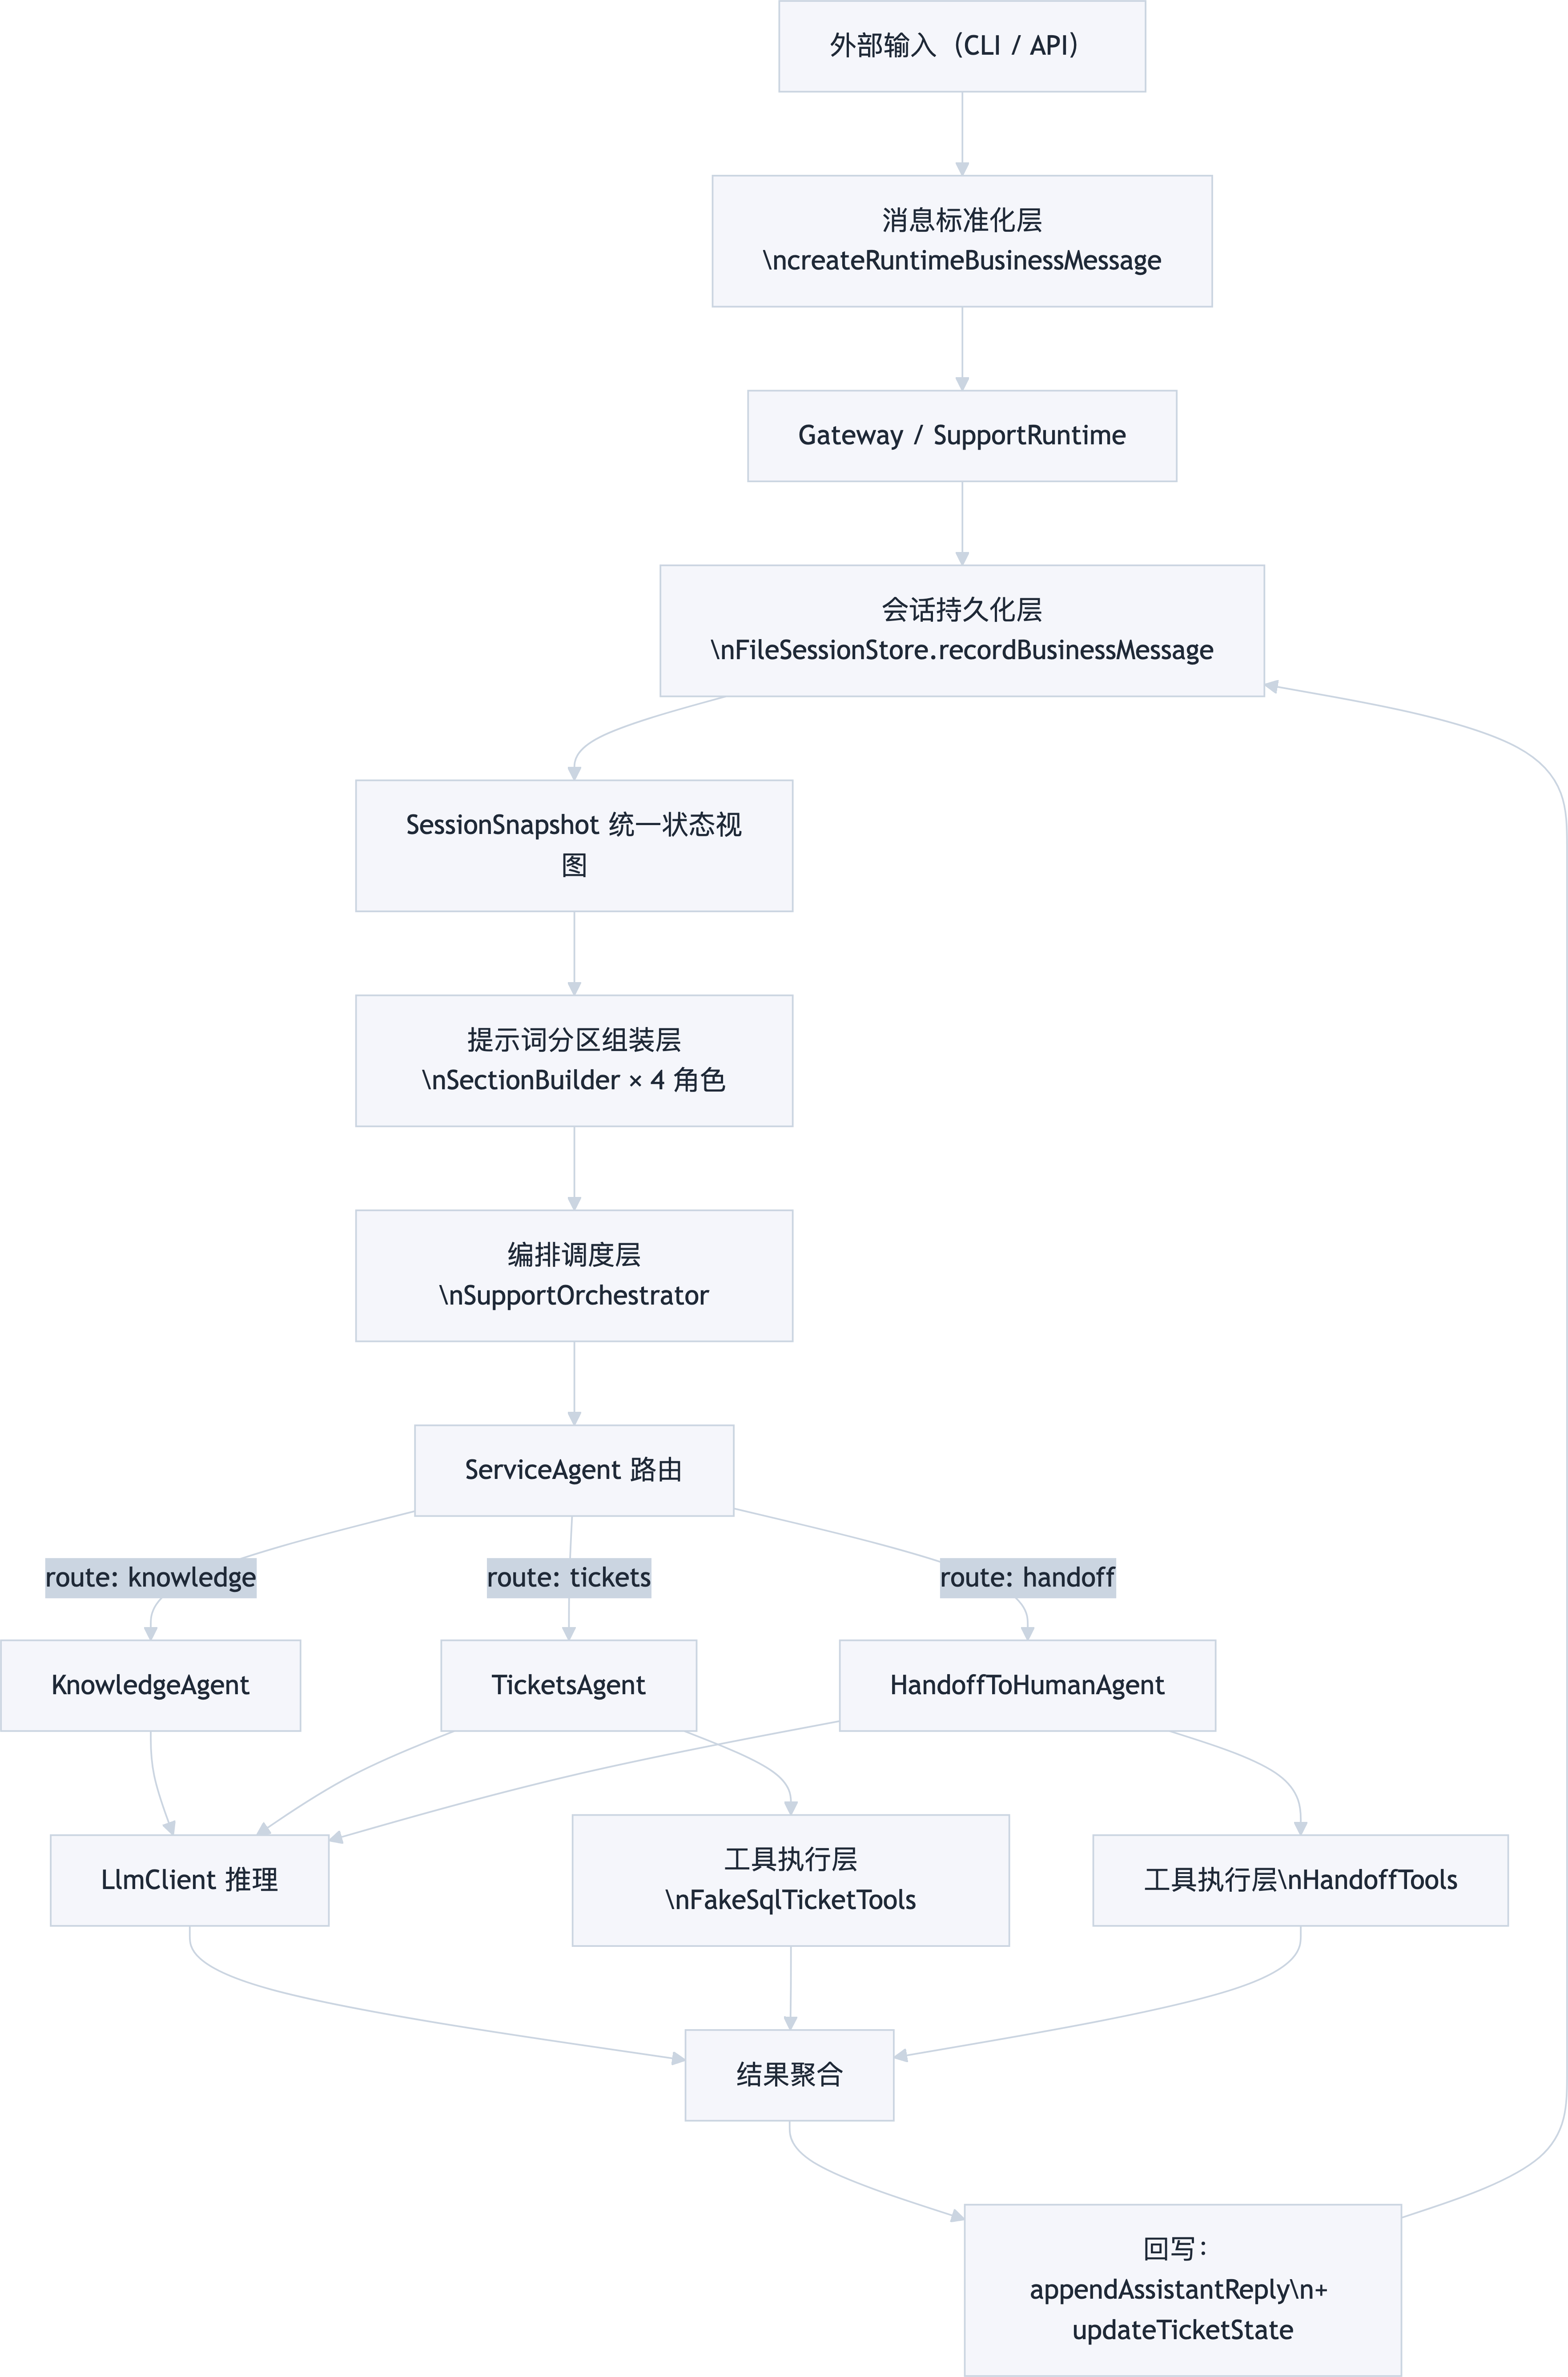 外部输入（CLI / API）
消息标准化层
\ncreateRuntimeBusinessMessage
Gateway / SupportRuntime
会话持久化层
\nFileSessionStore.recordBusinessMessage
SessionSnapshot 统一状态视
图
提示词分区组装层
\nSectionBuilder × 4 角色
编排调度层
\nSupportOrchestrator
ServiceAgent 路由
route: knowledge
route: tickets
route: handoff
KnowledgeAgent
TicketsAgent
HandoffToHumanAgent
LlmClient 推理
工具执行层
\nFakeSqlTicketTools
工具执行层\nHandoffTools
结果聚合
回写：
appendAssistantReply\n+
updateTicketState